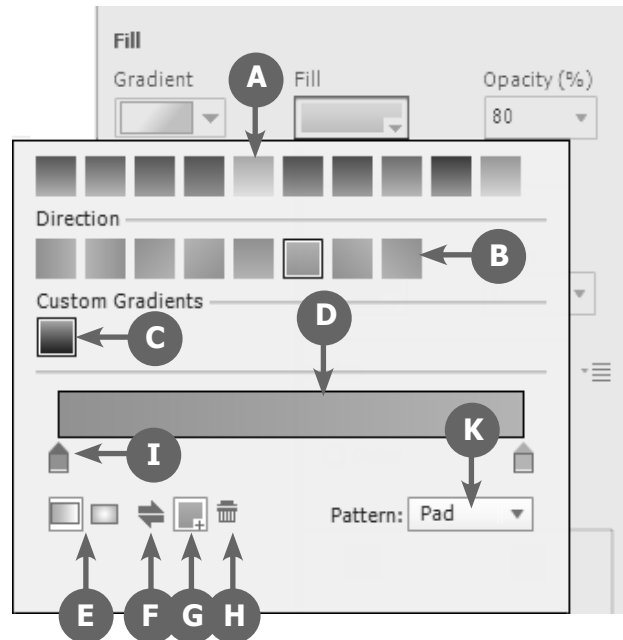 Fill
Gradient A Fill Opacity (%)
80
Direction
B
Custom Gradients
D
C
K
I
Pattern: Pad
E F G H